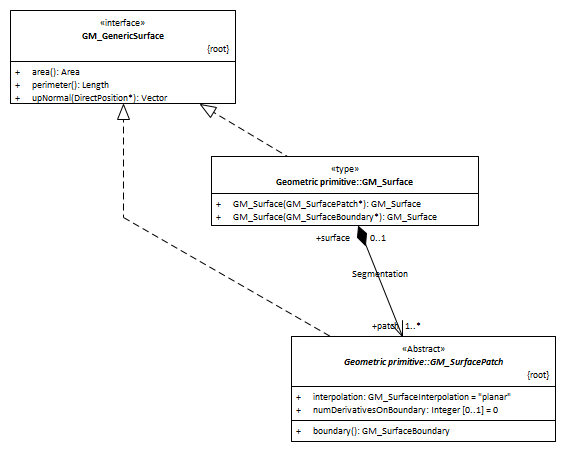 «interface»
GM_GenericSurface
{root}
+ area(): Area
+ perimeter(): Length
+ upNormal(DirectPosition*): Vector
«type»
Geometric primitive::GM_Surface
+ GM_Surface(GM_SurfacePatch*): GM_Surface
+ GM_Surface(GM_SurfaceBoundary*): GM_Surface
+surface 0..1
Segmentation
+patch 1..*
«Abstract»
Geometric primitive::GM_SurfacePatch
{root}
+ interpolation: GM_SurfaceInterpolation = "planar"
+ numDerivativesOnBoundary: Integer [0..1] = 0
+ boundary(): GM_SurfaceBoundary